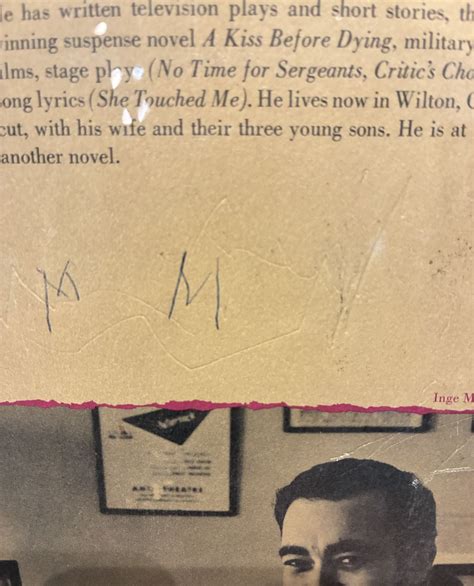 le has written television plays and short stories, th
inning suspense novel A Kiss Before Dying, military
lms, stage plays (No Time for Sergeants, Critic's Cho
ong lyrics (She Touched Me). He lives now in Wilton, C
cut, with his wife and their three young sons. He is at
another novel.
M M
Inge M
THEATRE